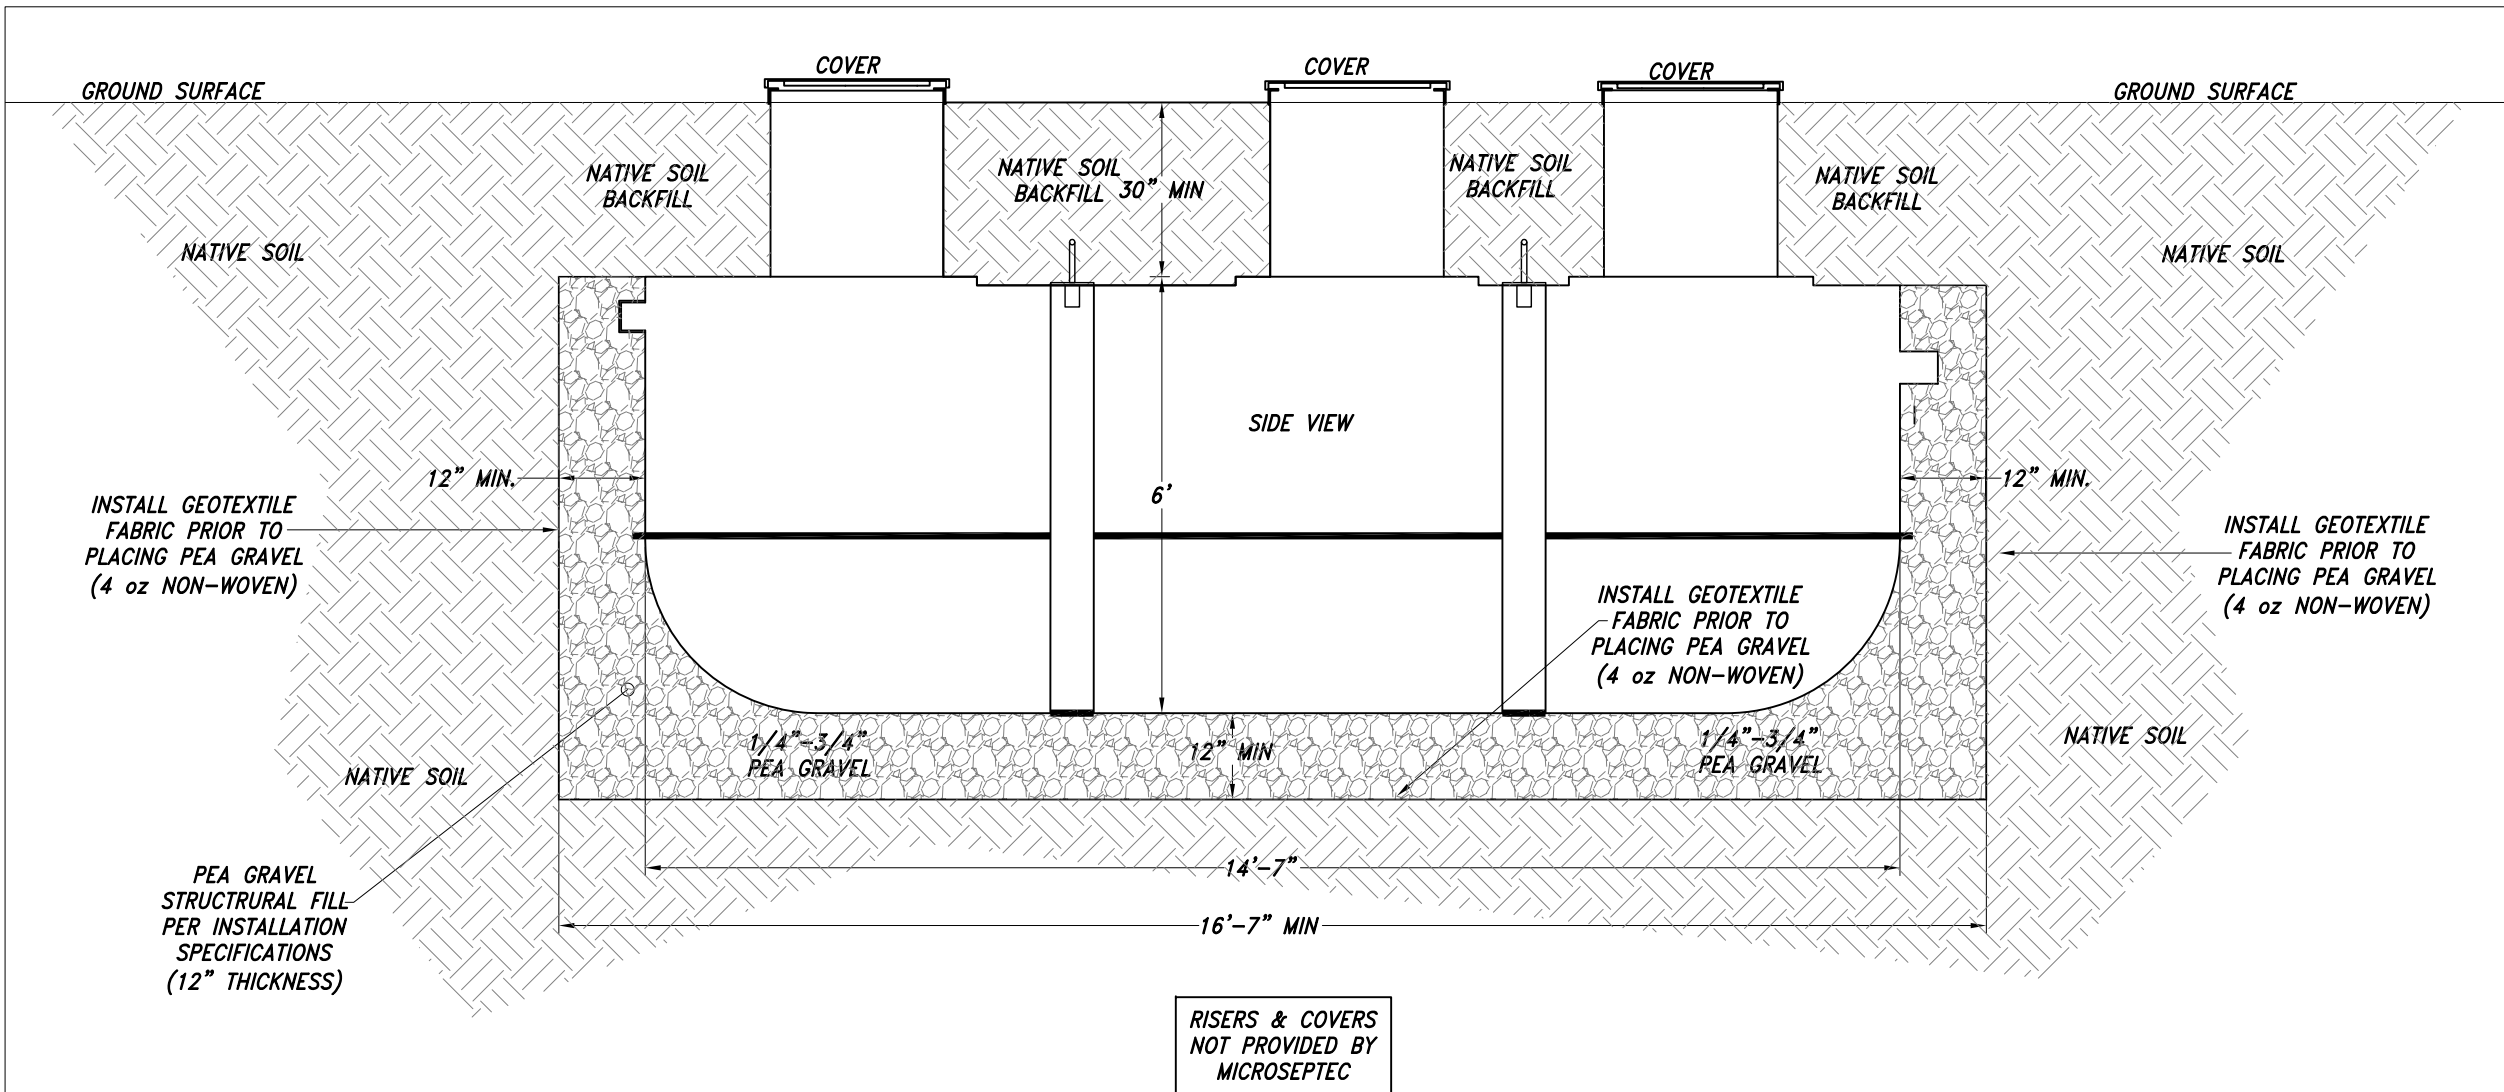 COVER
COVER
COVER
GROUND SURFACE
GROUND SURFACE
NATIVE SOIL
BACKFILL
NATIVE SOIL
BACKFILL
30" MIN
NATIVE SOIL
BACKFILL
NATIVE SOIL
BACKFILL
NATIVE SOIL
NATIVE SOIL
SIDE VIEW
12" MIN.
6'
12" MIN.
INSTALL GEOTEXTILE
FABRIC PRIOR TO
PLACING PEA GRAVEL
(4 oz NON-WOVEN)
INSTALL GEOTEXTILE
FABRIC PRIOR TO
PLACING PEA GRAVEL
(4 oz NON-WOVEN)
INSTALL GEOTEXTILE
FABRIC PRIOR TO
PLACING PEA GRAVEL
(4 oz NON-WOVEN)
1/4"-3/4"
PEA GRAVEL
12" MIN
1/4"-3/4"
PEA GRAVEL
NATIVE SOIL
NATIVE SOIL
14'-7"
PEA GRAVEL
STRUCTRURAL FILL
PER INSTALLATION
SPECIFICATIONS
(12" THICKNESS)
16'-7" MIN
RISERS & COVERS
NOT PROVIDED BY
MICROSEPTEC